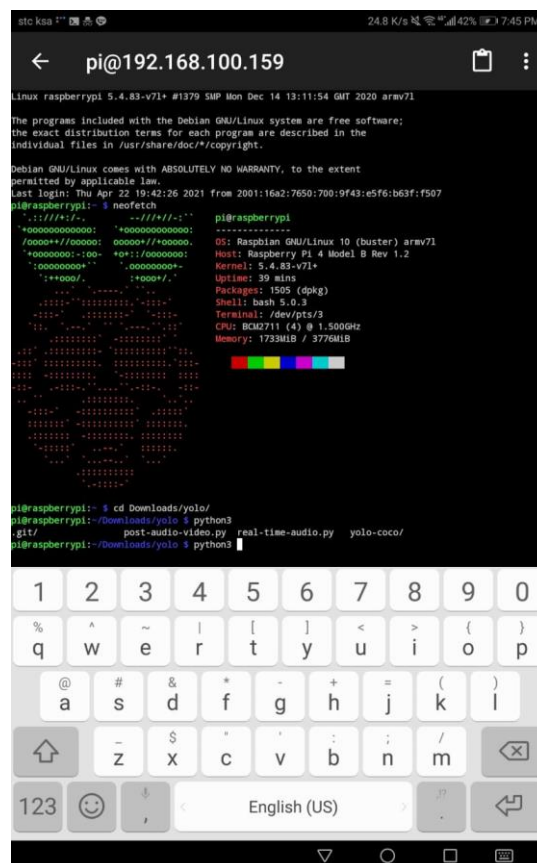 stc ksa 24.8 K/s 4G 42% 7:45 PM
pi@192.168.100.159
Linux raspberrypi 5.4.83-v7l+ #1379 SMP Mon Dec 14 13:11:54 GMT 2020 armv7l
The programs included with the Debian GNU/Linux system are free software;
the exact distribution terms for each program are described in the
individual files in /usr/share/doc/*/copyright.
Debian GNU/Linux comes with ABSOLUTELY NO WARRANTY, to the extent
permitted by applicable law.
Last login: Thu Apr 22 19:42:26 2021 from 2001:16a2:7650:700:9f43:e5f6:b63f:f507
pi@raspberrypi:~ $ neofetch
pi@raspberrypi
--------------
OS: Raspbian GNU/Linux 10 (buster) armv7l
Host: Raspberry Pi 4 Model B Rev 1.2
Kernel: 5.4.83-v7l+
Uptime: 39 mins
Packages: 1505 (dpkg)
Shell: bash 5.0.3
Terminal: /dev/pts/3
CPU: BCM2711 (4) @ 1.500GHz
Memory: 1733MiB / 3776MiB
pi@raspberrypi:~ $ cd Downloads/yolo/
pi@raspberrypi:~/Downloads/yolo $ python3
.git/ post-audio-video.py real-time-audio.py yolo-coco/
pi@raspberrypi:~/Downloads/yolo $ python3
1 2 3 4 5 6 7 8 9 0
% ^ ~ | [ ] < > { }
q w e r t y u i o p
@ # & * - + = ( )
a s d f g h j k l
_ $ " ' : ; /
z x c v b n m
,!?
123 , English (US) .